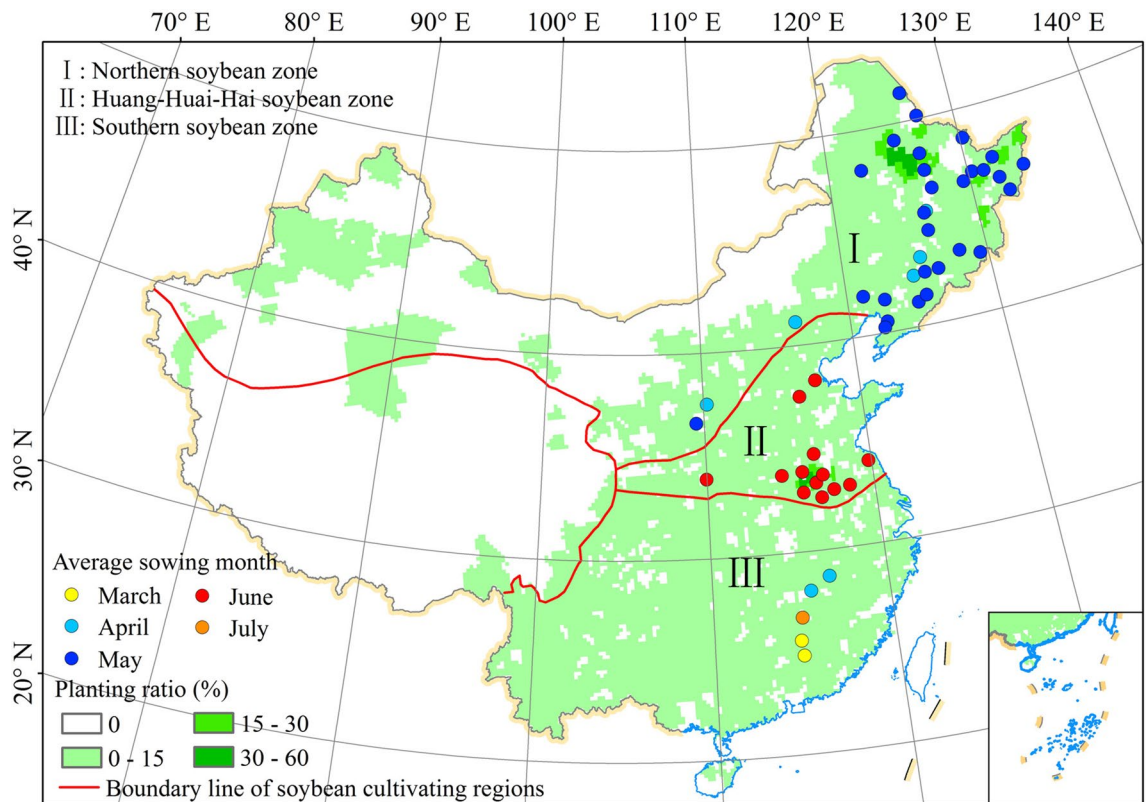 70° E 80° E 90° E 100° E 110° E 120° E 130° E 140° E
Ⅰ : Northern soybean zone
Ⅱ : Huang-Huai-Hai soybean zone
Ⅲ: Southern soybean zone
40° N
30° N
20° N
Ⅰ
Ⅱ
Ⅲ
Average sowing month
March June
April July
May
Planting ratio (%)
0 15 - 30
0 - 15 30 - 60
Boundary line of soybean cultivating regions